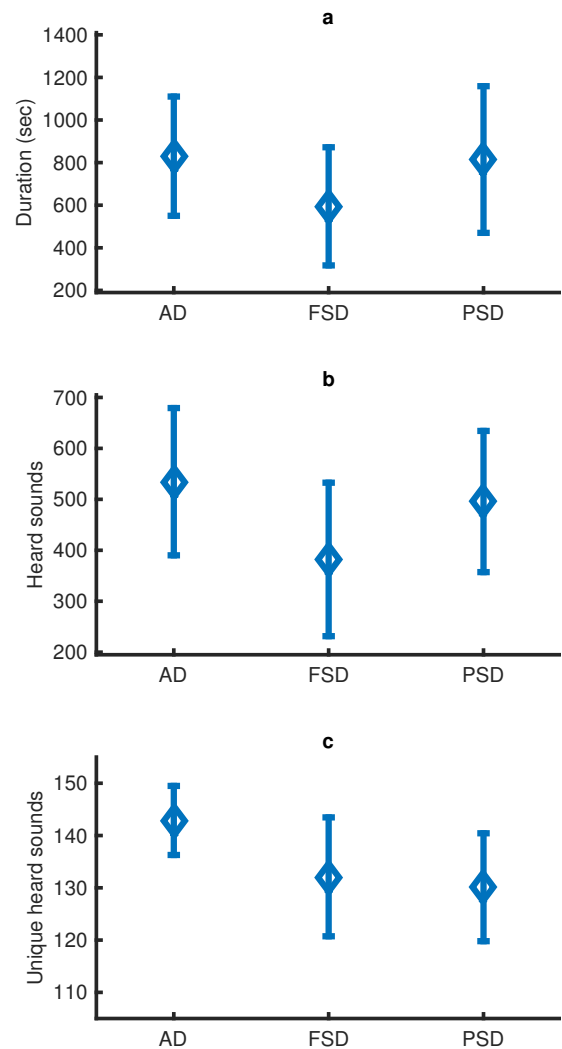 a
Duration (sec)
1400
1200
1000
800
600
400
200
AD FSD PSD
b
Heard sounds
700
600
500
400
300
200
AD FSD PSD
c
Unique heard sounds
150
140
130
120
110
AD FSD PSD